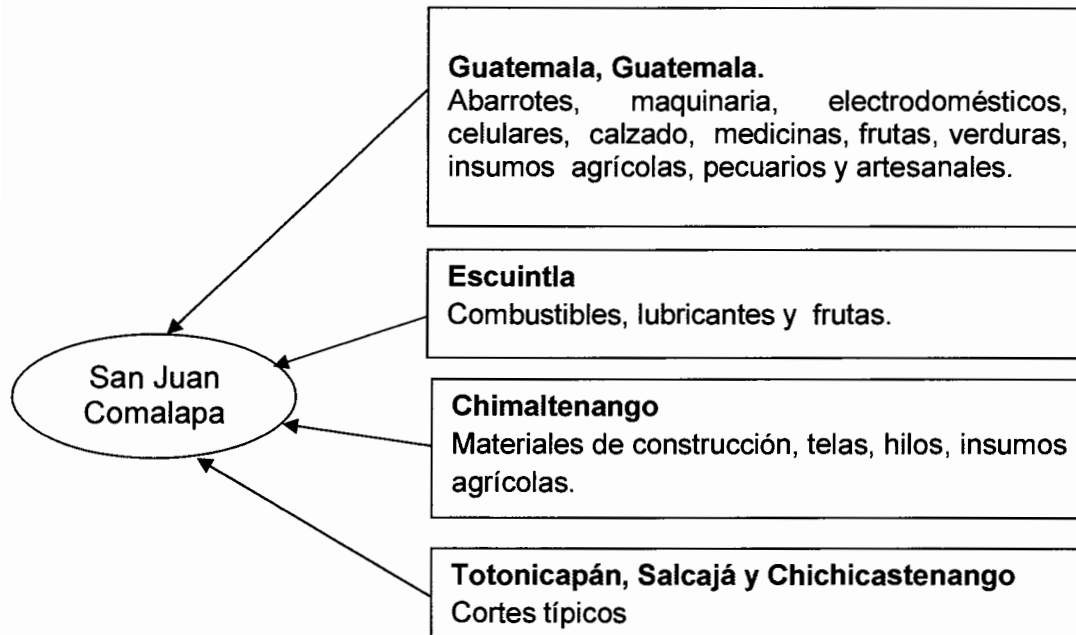 Guatemala, Guatemala.
Abarrotes, maquinaria, electrodomésticos,
celulares, calzado, medicinas, frutas, verduras,
insumos agrícolas, pecuarios y artesanales.
Escuintla
Combustibles, lubricantes y frutas.
San Juan
Comalapa
Chimaltenango
Materiales de construcción, telas, hilos, insumos
agrícolas.
Totonicapán, Salcajá y Chichicastenango
Cortes típicos